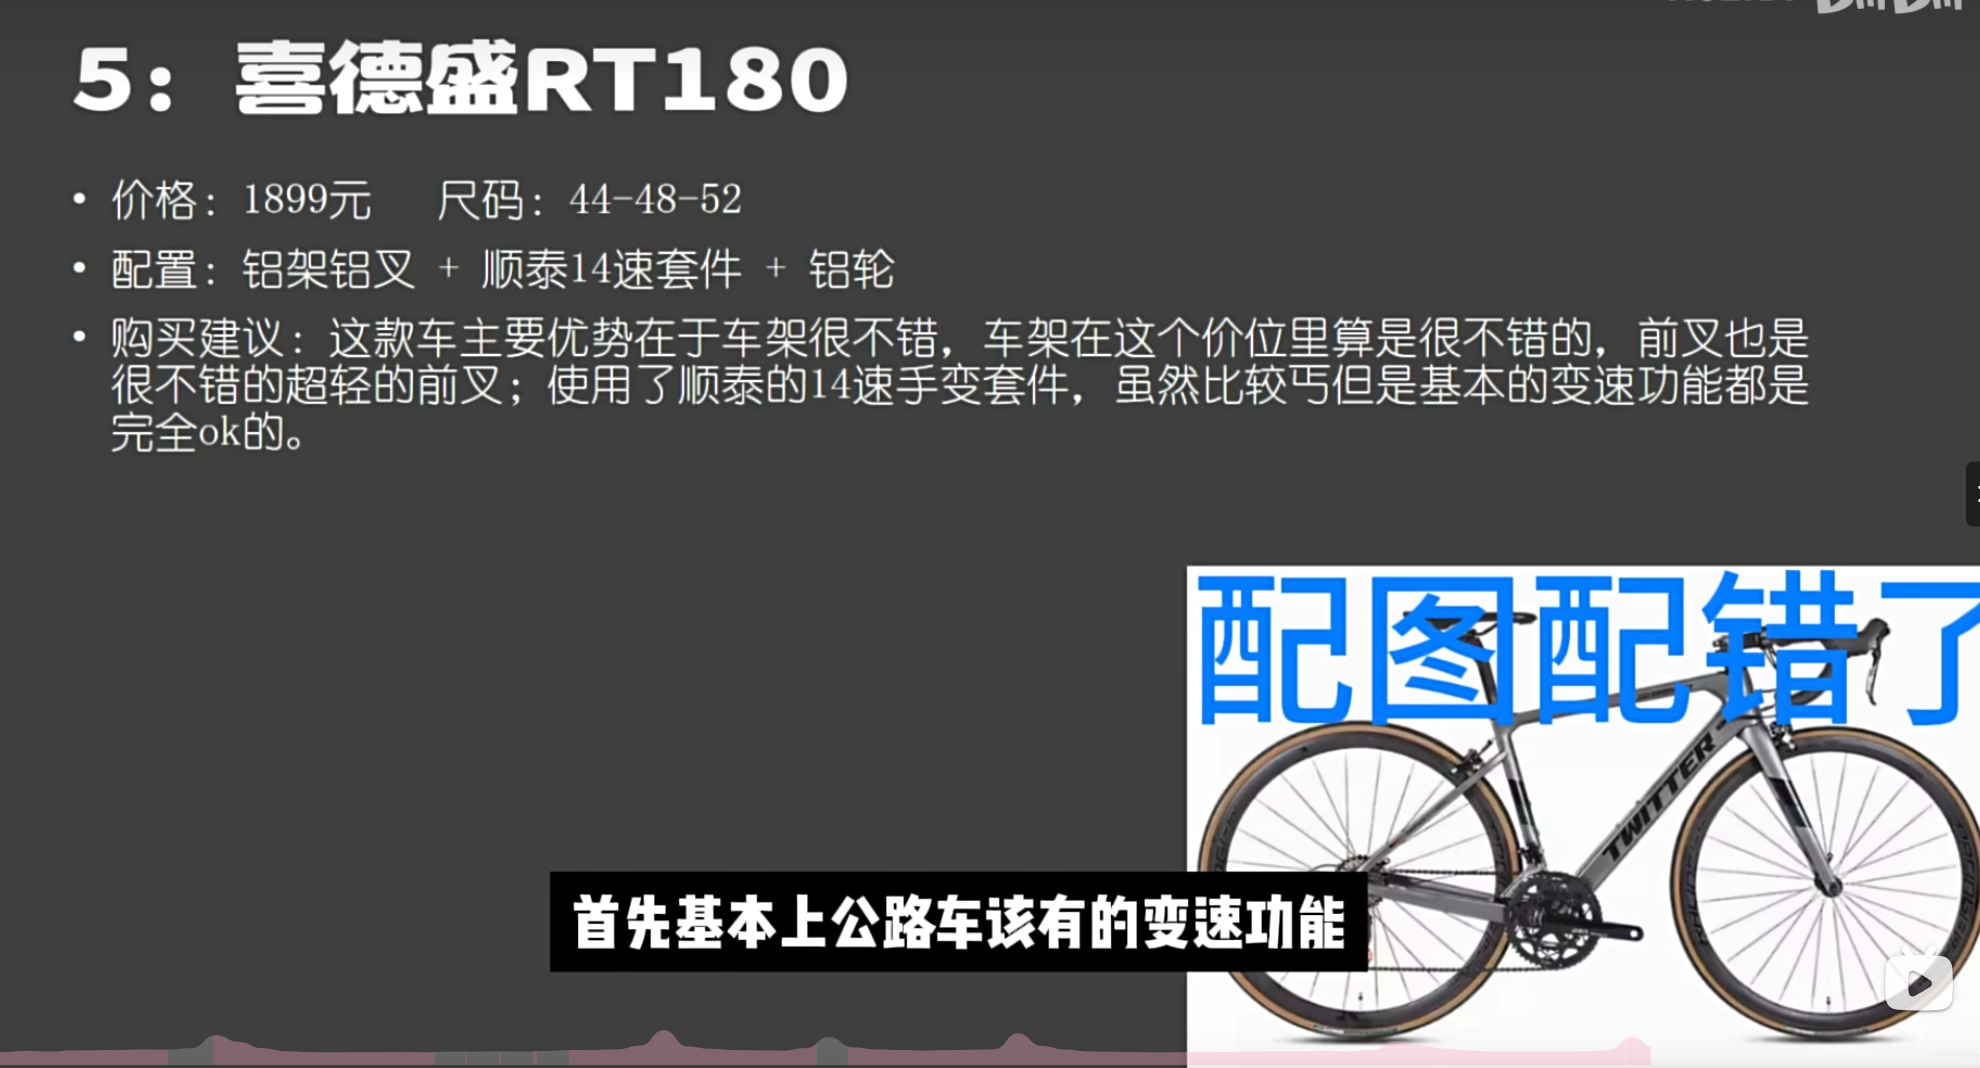 5：喜德盛RT180
• 价格：1899元 尺码：44-48-52
• 配置：铝架铝叉 + 顺泰14速套件 + 铝轮
• 购买建议：这款车主要优势在于车架很不错，车架在这个价位里算是很不错的，前叉也是
很不错的超轻的前叉；使用了顺泰的14速手变套件，虽然比较丐但是基本的变速功能都是
完全ok的。
配图配错了
TWITTER
首先基本上公路车该有的变速功能